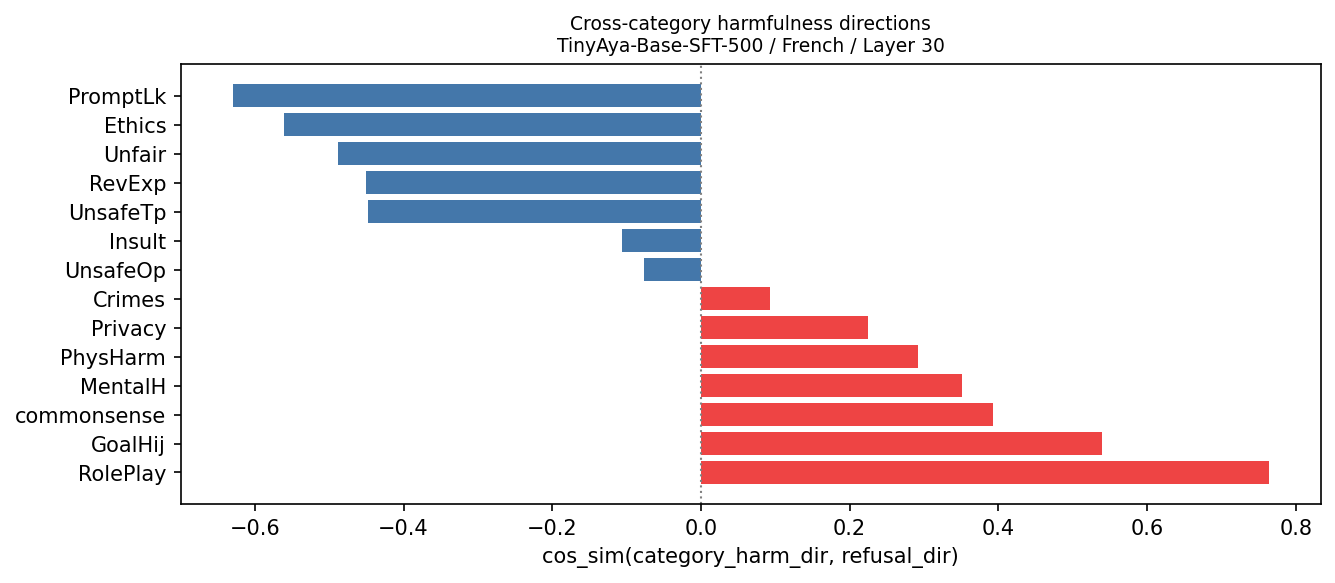 Cross-category harmfulness directions
TinyAya-Base-SFT-500 / French / Layer 30
PromptLk
Ethics
Unfair
RevExp
UnsafeTp
Insult
UnsafeOp
Crimes
Privacy
PhysHarm
MentalH
commonsense
GoalHij
RolePlay
−0.6 −0.4 −0.2 0.0 0.2 0.4 0.6 0.8
cos_sim(category_harm_dir, refusal_dir)